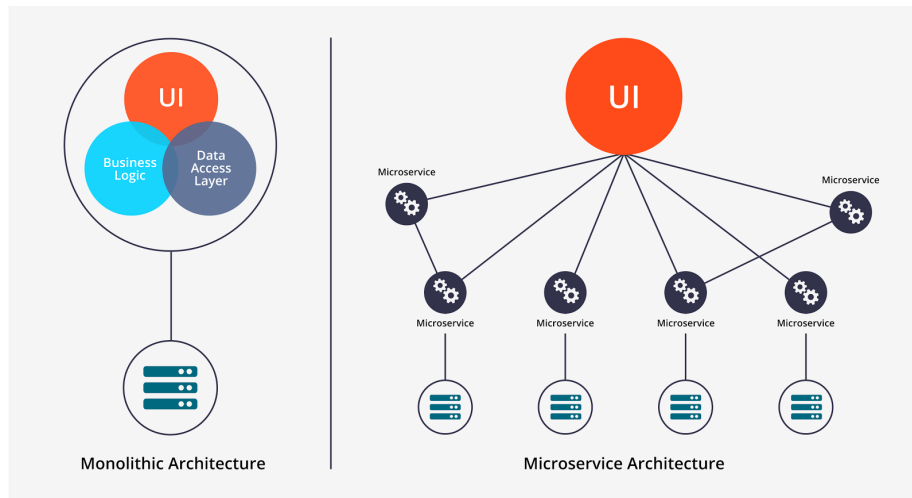 UI
Business
Logic
Data
Access
Layer
Monolithic Architecture
UI
Microservice
Microservice
Microservice
Microservice
Microservice
Microservice
Microservice Architecture